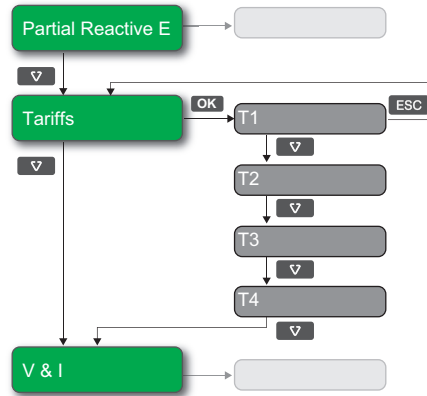 Partial Reactive E
Tariffs
OK
T1
ESC
T2
T3
T4
V & I